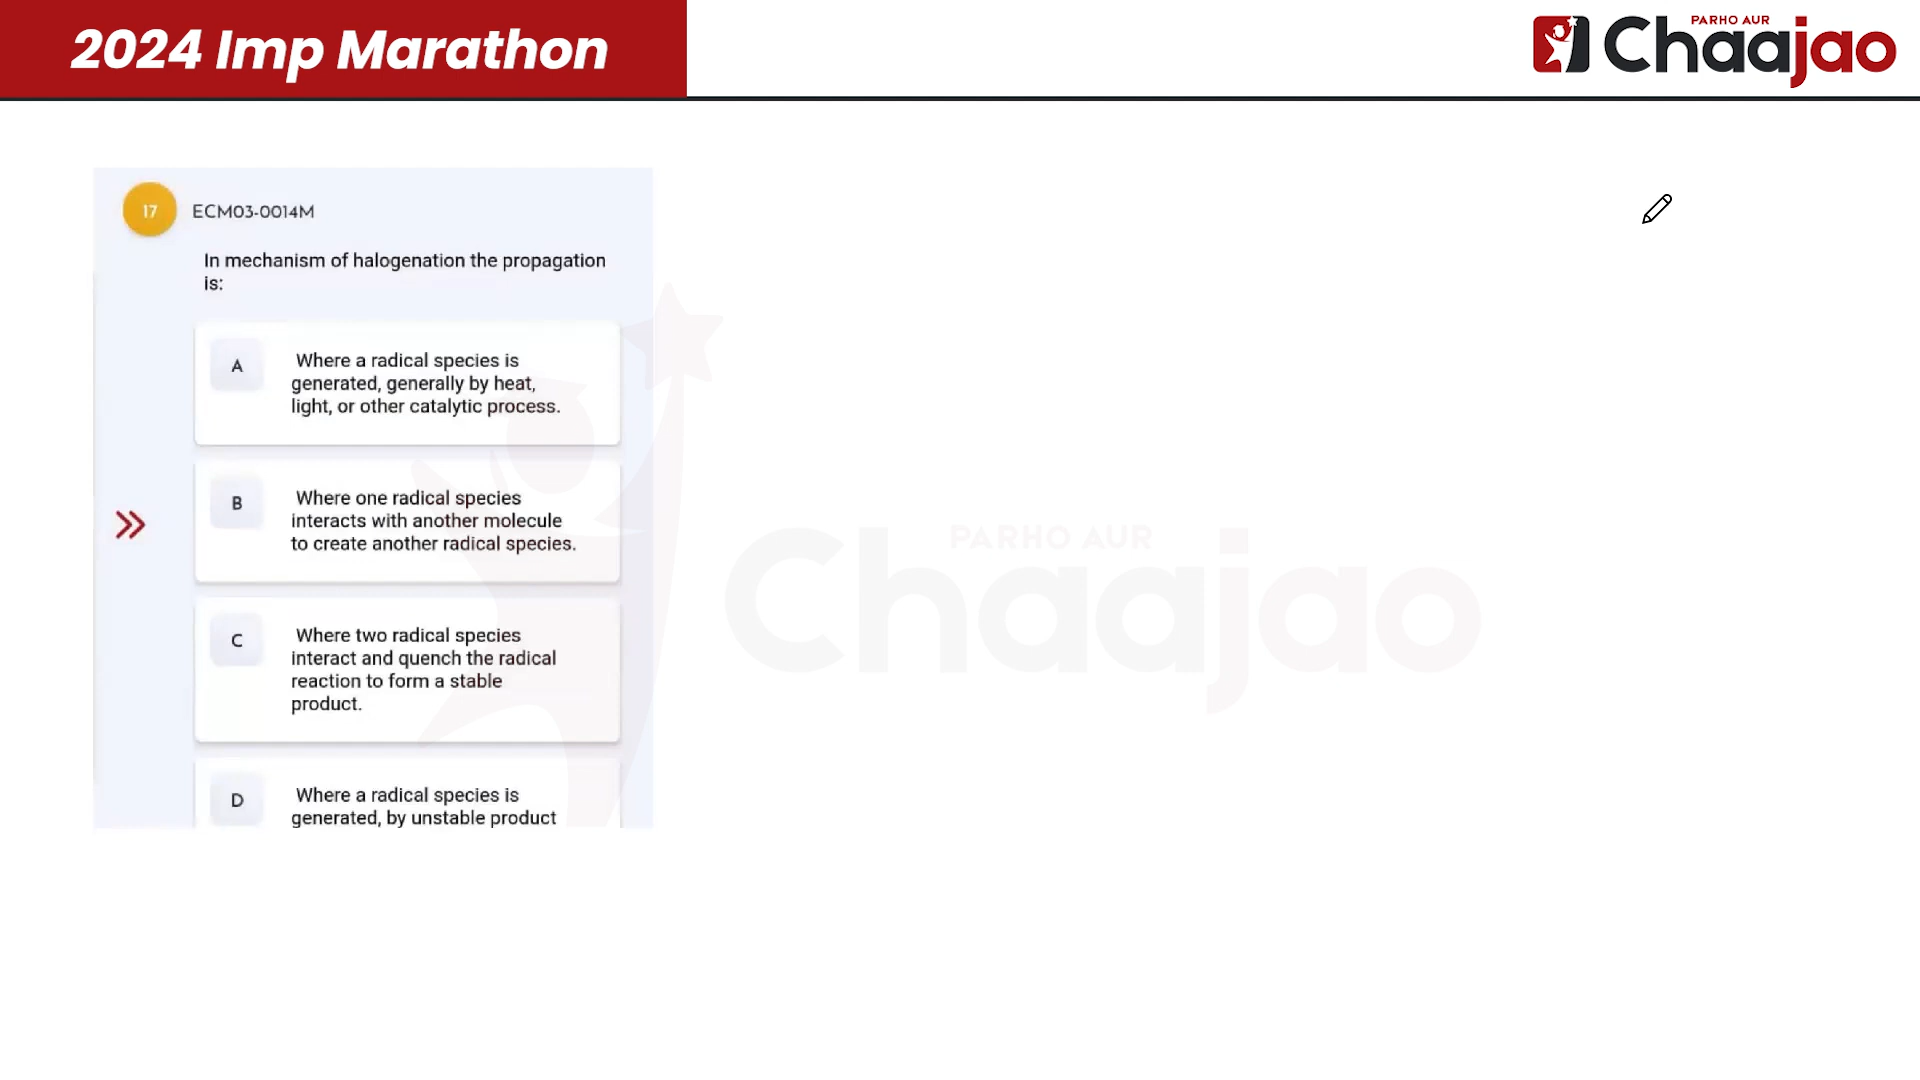 2024 Imp Marathon
PARHO AUR
Chaajao
17
ECM03-0014M
In mechanism of halogenation the propagation
is:
A
Where a radical species is
generated, generally by heat,
light, or other catalytic process.
B
Where one radical species
interacts with another molecule
to create another radical species.
C
Where two radical species
interact and quench the radical
reaction to form a stable
product.
D
Where a radical species is
generated, by unstable product
PARHO AUR
Chaajao